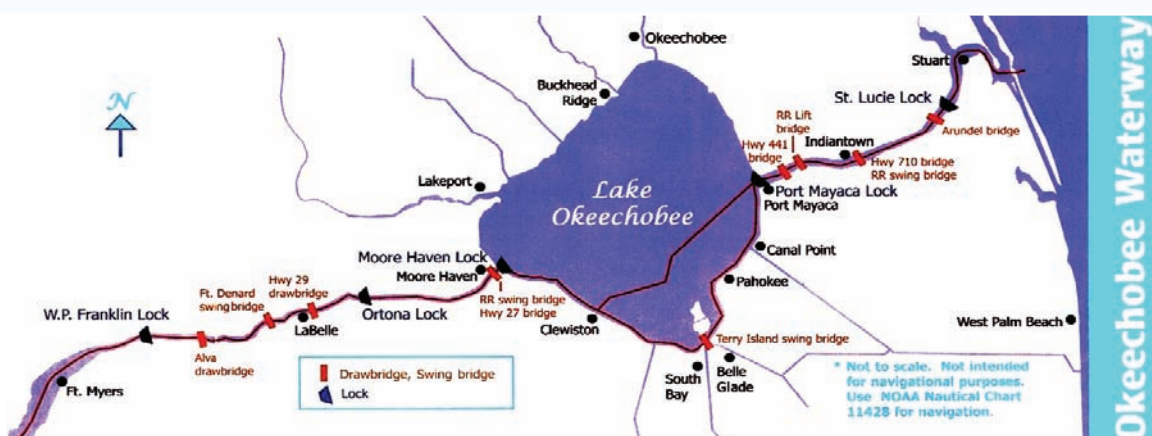 Okeechobee
Stuart
Buckhead
Ridge
St. Lucie Lock
RR Lift
bridge
Indiantown
Arundel bridge
Hwy 441
bridge
Hwy 710 bridge
RR swing bridge
N
Lakeport
Lake
Okeechobee
Port Mayaca Lock
Port Mayaca
Canal Point
Moore Haven Lock
Moore Haven
Pahokee
Hwy 29
drawbridge
Ft. Denard
swingbridge
RR swing bridge
Hwy 27 bridge
W.P. Franklin Lock
LaBelle
Ortona Lock
Clewiston
West Palm Beach
Terry Island swing bridge
Alva
drawbridge
South
Bay
Belle
Glade
Ft. Myers
Drawbridge, Swing bridge
Lock
* Not to scale. Not intended
for navigational purposes.
Use NOAA Nautical Chart
11428 for navigation.
Okeechobee Waterway